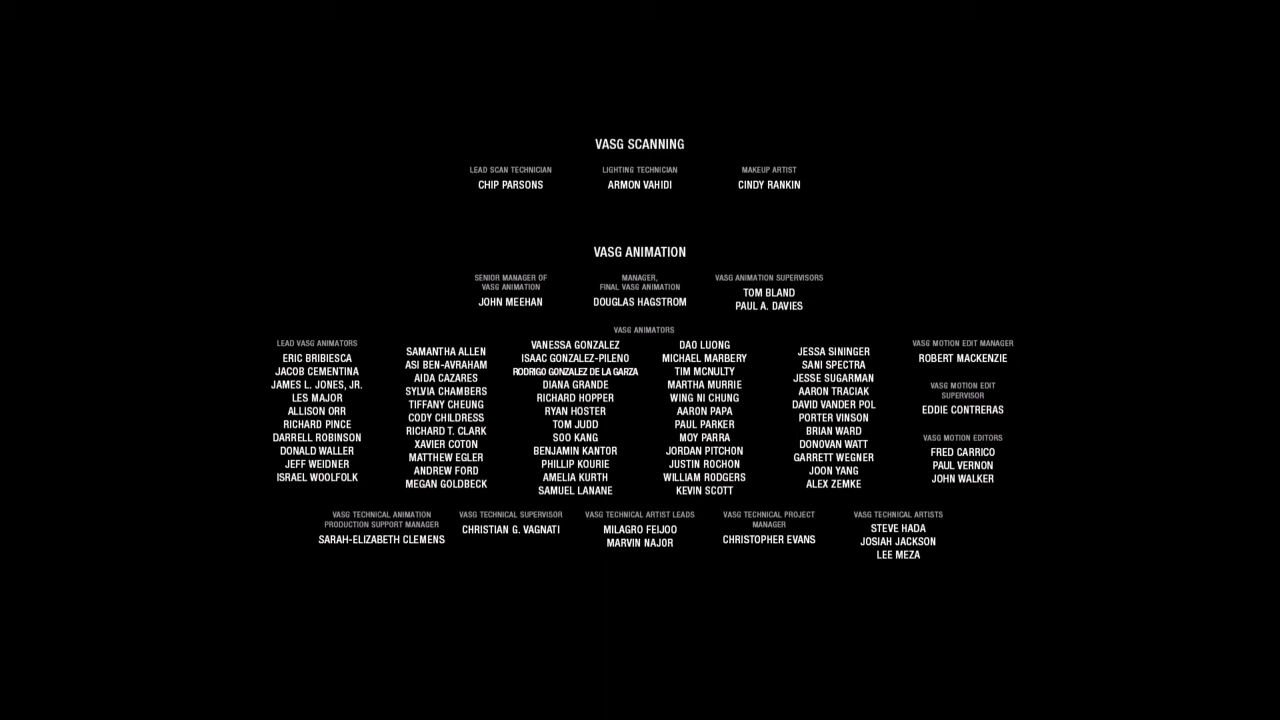 VASG SCANNING
LEAD SCAN TECHNICIAN
CHIP PARSONS
LIGHTING TECHNICIAN
ARMON VAHIDI
MAKEUP ARTIST
CINDY RANKIN
VASG ANIMATION
SENIOR MANAGER OF
VASG ANIMATION
JOHN MEEHAN
MANAGER,
FINAL VASG ANIMATION
DOUGLAS HAGSTROM
VASG ANIMATION SUPERVISORS
TOM BLAND
PAUL A. DAVIES
LEAD VASG ANIMATORS
ERIC BRIBIESCA
JACOB CEMENTINA
JAMES L. JONES, JR.
LES MAJOR
ALLISON ORR
RICHARD PINCE
DARRELL ROBINSON
DONALD WALLER
JEFF WEIDNER
ISRAEL WOOLFOLK
VASG ANIMATORS
SAMANTHA ALLEN
ASI BEN-AVRAHAM
AIDA CAZARES
SYLVIA CHAMBERS
TIFFANY CHEUNG
CODY CHILDRESS
RICHARD T. CLARK
XAVIER COTON
MATTHEW EGLER
ANDREW FORD
MEGAN GOLDBECK
VANESSA GONZALEZ
ISAAC GONZALEZ-PILENO
RODRIGO GONZALEZ DE LA GARZA
DIANA GRANDE
RICHARD HOPPER
RYAN HOSTER
TOM JUDD
SOO KANG
BENJAMIN KANTOR
PHILLIP KOURIE
AMELIA KURTH
SAMUEL LANANE
DAO LUONG
MICHAEL MARBERY
TIM MCNULTY
MARTHA MURRIE
WING NI CHUNG
AARON PAPA
PAUL PARKER
MOY PARRA
JORDAN PITCHON
JUSTIN ROCHON
WILLIAM RODGERS
KEVIN SCOTT
JESSA SININGER
SANI SPECTRA
JESSE SUGARMAN
AARON TRACIAK
DAVID VANDER POL
PORTER VINSON
BRIAN WARD
DONOVAN WATT
GARRETT WEGNER
JOON YANG
ALEX ZEMKE
VASG MOTION EDIT MANAGER
ROBERT MACKENZIE
VASG MOTION EDIT
SUPERVISOR
EDDIE CONTRERAS
VASG MOTION EDITORS
FRED CARRICO
PAUL VERNON
JOHN WALKER
VASG TECHNICAL ANIMATION
PRODUCTION SUPPORT MANAGER
SARAH-ELIZABETH CLEMENS
VASG TECHNICAL SUPERVISOR
CHRISTIAN G. VAGNATI
VASG TECHNICAL ARTIST LEADS
MILAGRO FEIJOO
MARVIN NAJOR
VASG TECHNICAL PROJECT
MANAGER
CHRISTOPHER EVANS
VASG TECHNICAL ARTISTS
STEVE HADA
JOSIAH JACKSON
LEE MEZA